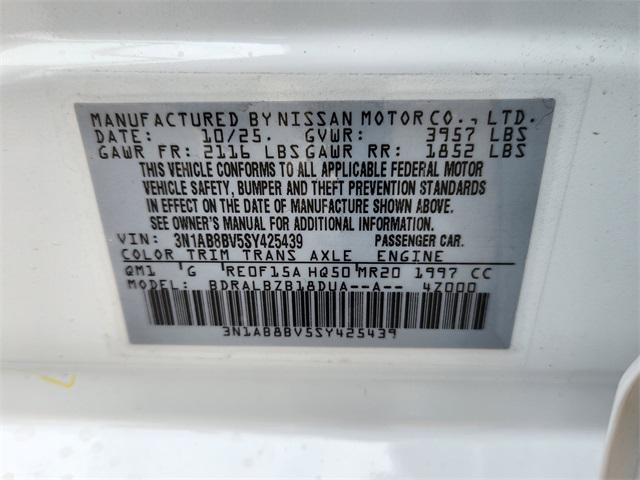 MANUFACTURED BY NISSAN MOTOR CO., LTD.
DATE: 10/25. GVWR: 3957 LBS
GAWR FR: 2116 LBS GAWR RR: 1852 LBS
THIS VEHICLE CONFORMS TO ALL APPLICABLE FEDERAL MOTOR
VEHICLE SAFETY, BUMPER AND THEFT PREVENTION STANDARDS
IN EFFECT ON THE DATE OF MANUFACTURE SHOWN ABOVE.
SEE OWNER'S MANUAL FOR ADDITIONAL INFORMATION.
VIN: 3N1AB8BV5SY425439 PASSENGER CAR.
COLOR TRIM TRANS AXLE ENGINE
QM1 G RE0F15A HQ50 MR20 1997 CC
MODEL: BDRALBZB18DUA--A-- 47000
3N1AB8BV5SY425439